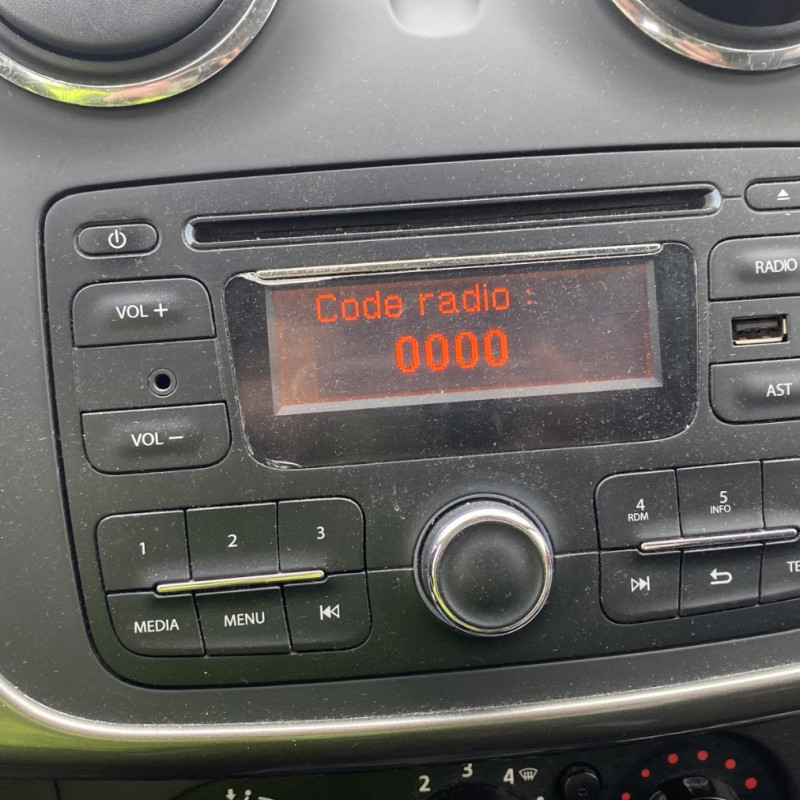 VOL +
RADIO
Code radio :
0000
AST
VOL −
1
2
3
4
RDM
5
INFO
MEDIA
MENU
TE
2
3
4